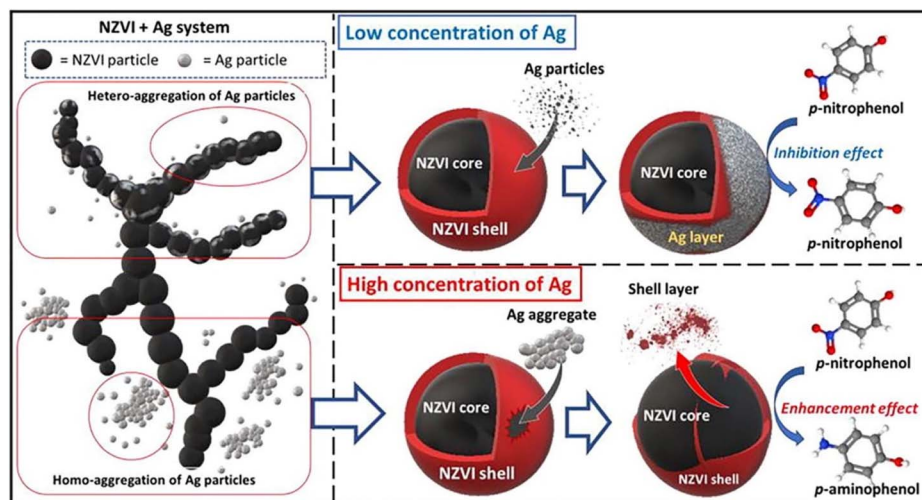 NZVI + Ag system
= NZVI particle
= Ag particle
Hetero-aggregation of Ag particles
Homo-aggregation of Ag particles
Low concentration of Ag
Ag particles
NZVI core
NZVI shell
NZVI core
Ag layer
p-nitrophenol
Inhibition effect
p-nitrophenol
High concentration of Ag
Ag aggregate
NZVI core
NZVI shell
Shell layer
NZVI core
NZVI shell
p-nitrophenol
Enhancement effect
p-aminophenol